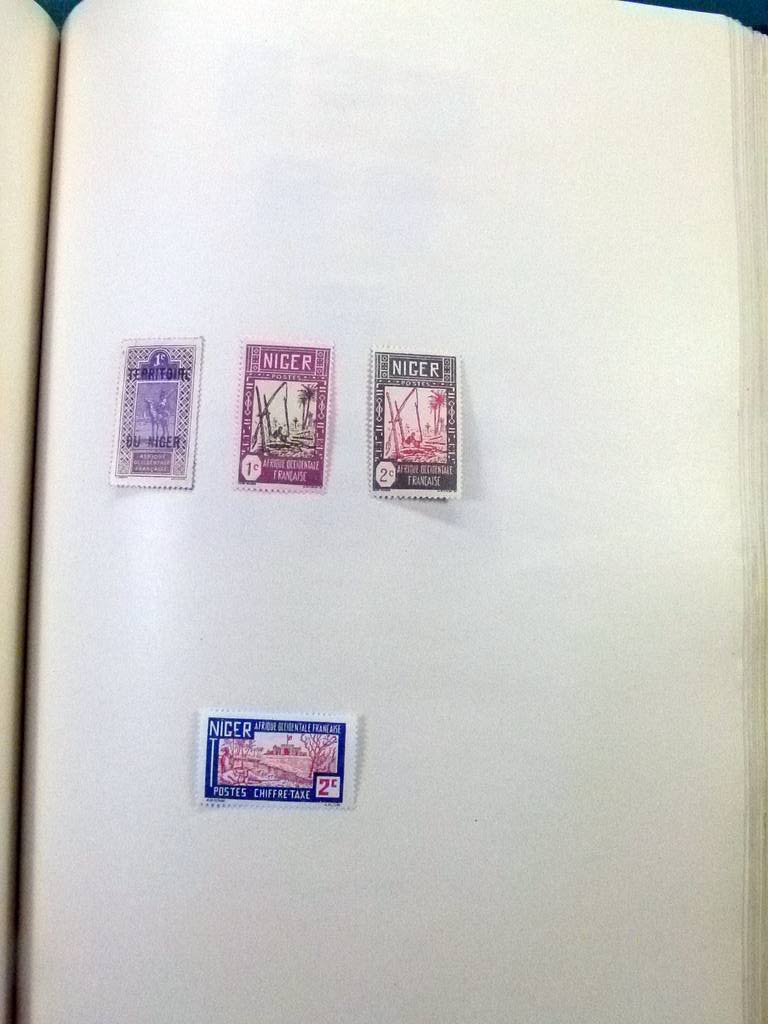 1c
TERRITOIRE
DU NIGER
AFRIQUE
OCCIDENTALE
FRANÇAISE
NIGER
POSTES
1c
AFRIQUE OCCIDENTALE
FRANÇAISE
NIGER
POSTES
2c
AFRIQUE OCCIDENTALE
FRANÇAISE
NIGER AFRIQUE OCCIDENTALE FRANÇAISE
2c
POSTES CHIFFRE-TAXE